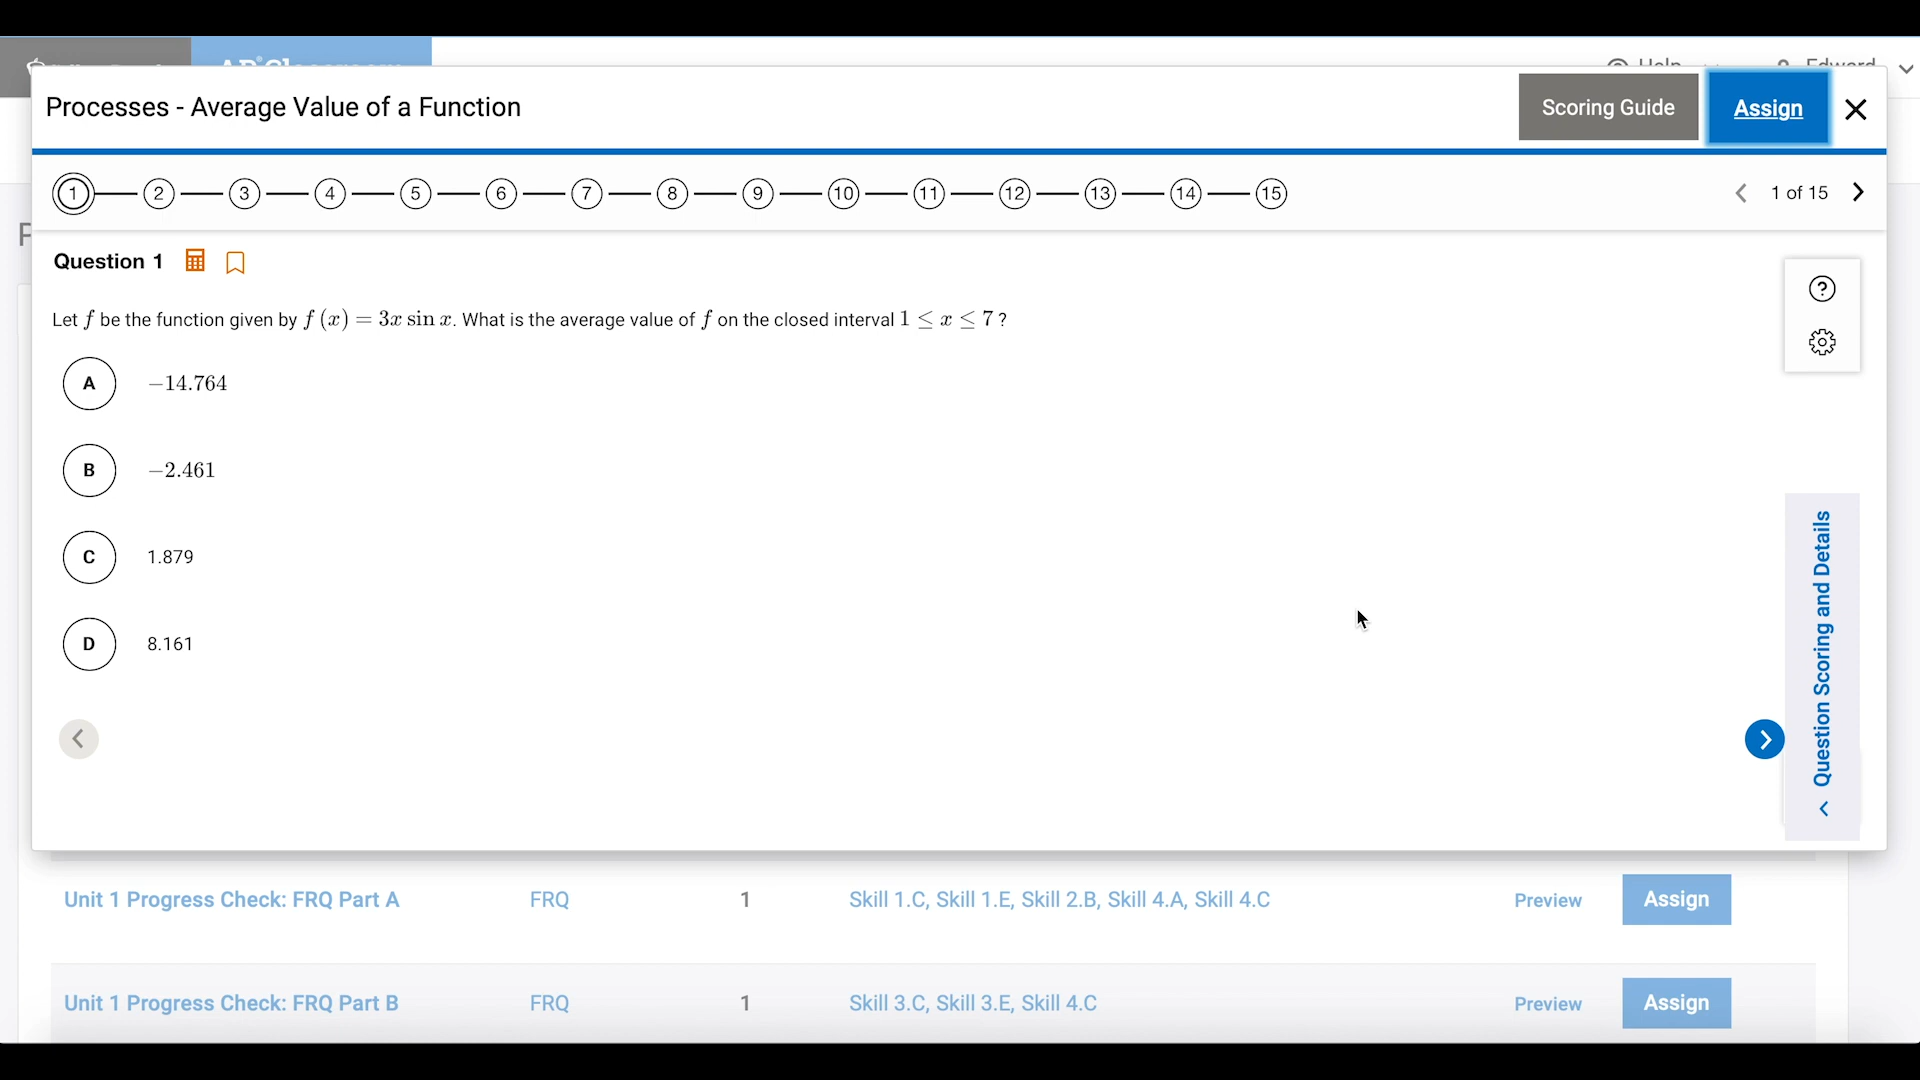 Processes - Average Value of a Function
Scoring Guide
Assign
1 2 3 4 5 6 7 8 9 10 11 12 13 14 15
1 of 15
Question 1
Let f be the function given by f (x) = 3x sin x. What is the average value of f on the closed interval 1 ≤ x ≤ 7 ?
A −14.764
B −2.461
C 1.879
D 8.161
Question Scoring and Details
Unit 1 Progress Check: FRQ Part A FRQ 1 Skill 1.C, Skill 1.E, Skill 2.B, Skill 4.A, Skill 4.C Preview Assign
Unit 1 Progress Check: FRQ Part B FRQ 1 Skill 3.C, Skill 3.E, Skill 4.C Preview Assign